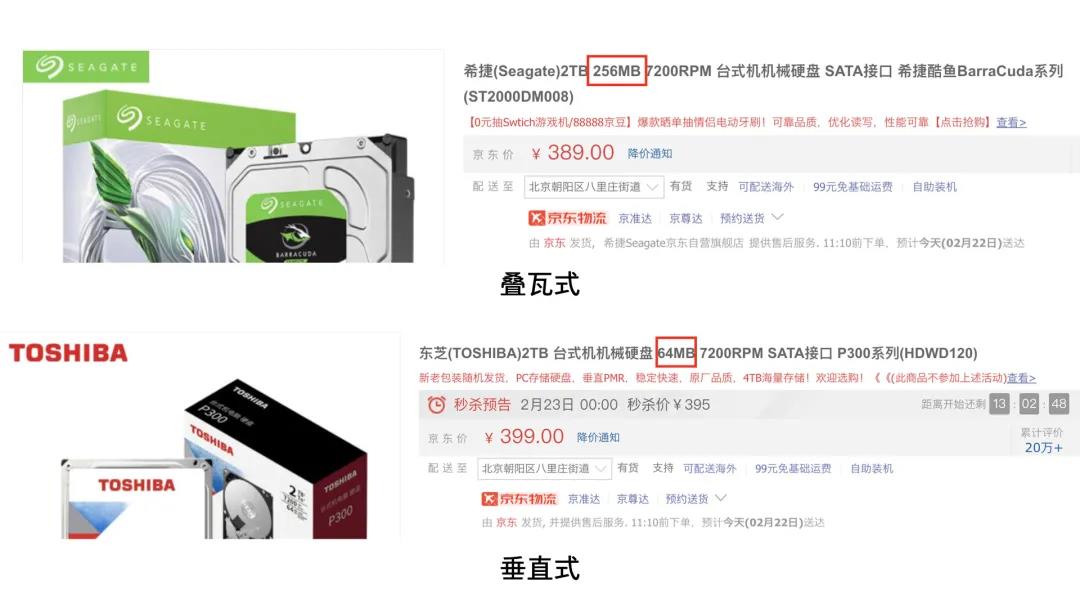 SEAGATE
SEAGATE
SEAGATE
SEAGATE
BARRACUDA
希捷(Seagate)2TB 256MB 7200RPM 台式机机械硬盘 SATA接口 希捷酷鱼BarraCuda系列
(ST2000DM008)
【0元抽Swtich游戏机/88888京豆】爆款晒单抽情侣电动牙刷！可靠品质，优化读写，性能可靠【点击抢购】查看>
京东价 ￥389.00 降价通知
配送至 北京朝阳区八里庄街道 有货 支持 可配送海外 99元免基础运费 自助装机
京东物流 京准达 京尊达 预约送货
由 京东 发货，希捷Seagate京东自营旗舰店 提供售后服务. 11:10前下单，预计今天(02月22日)送达
叠瓦式
TOSHIBA
TOSHIBA
P300
TOSHIBA
TOSHIBA
TOSHIBA
P300
东芝(TOSHIBA)2TB 台式机机械硬盘 64MB 7200RPM SATA接口 P300系列(HDWD120)
新老包装随机发货，PC存储硬盘，垂直PMR，稳定快速，原厂品质，4TB海量存储！欢迎选购！《《(此商品不参加上述活动)查看>
秒杀预告 2月23日 00:00 秒杀价￥395 距离开始还剩 13 : 02 : 48
京东价 ￥399.00 降价通知
累计评价
20万+
配送至 北京朝阳区八里庄街道 有货 支持 可配送海外 99元免基础运费 自助装机
京东物流 京准达 京尊达 预约送货
由 京东 发货, 并提供售后服务. 11:10前下单，预计今天(02月22日)送达
垂直式